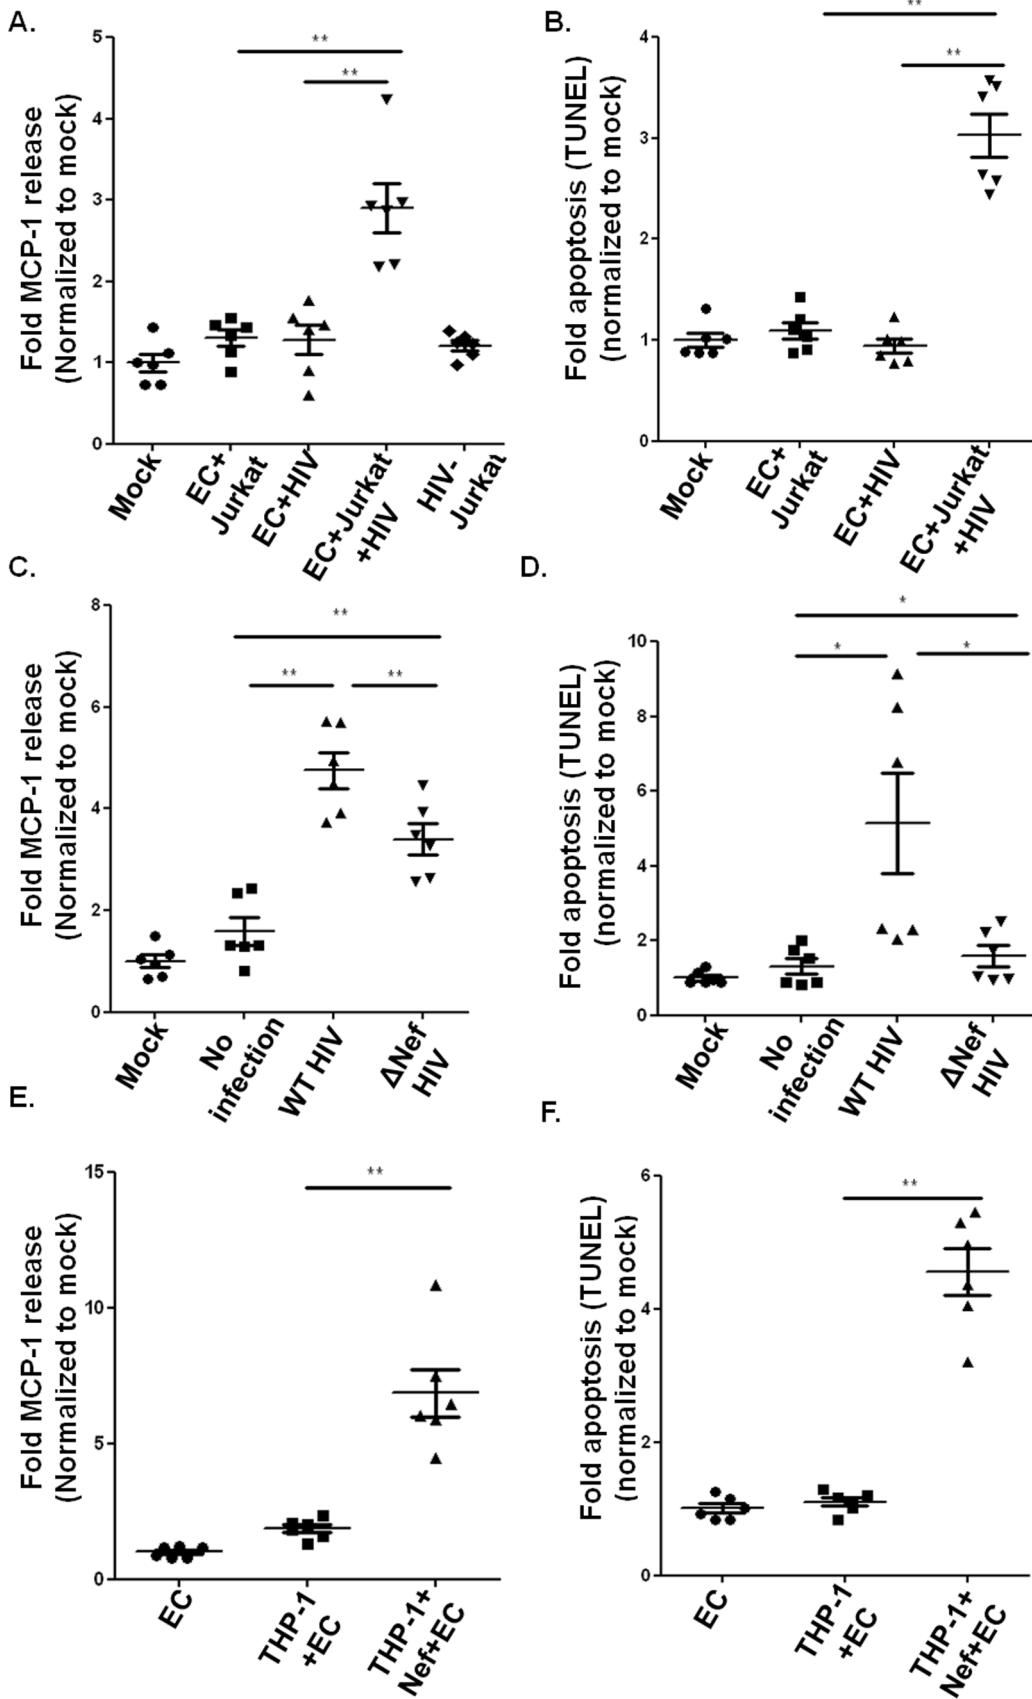 A.
Fold MCP-1 release
(Normalized to mock)
5
4
3
2
1
0
**
**
Mock
EC+
Jurkat
EC+HIV
EC+Jurkat
+HIV
HIV-
Jurkat
B.
Fold apoptosis (TUNEL)
(normalized to mock)
4
3
2
1
0
**
**
Mock
EC+
Jurkat
EC+HIV
EC+Jurkat
+HIV
C.
Fold MCP-1 release
(Normalized to mock)
8
6
4
2
0
**
**
**
Mock
No
infection
WT HIV
ΔNef
HIV
D.
Fold apoptosis (TUNEL)
(normalized to mock)
10
8
6
4
2
0
*
*
*
Mock
No
infection
WT HIV
ΔNef
HIV
E.
Fold MCP-1 release
(Normalized to mock)
15
10
5
0
**
EC
THP-1
+EC
THP-1+
Nef+EC
F.
Fold apoptosis (TUNEL)
(normalized to mock)
6
4
2
0
**
EC
THP-1
+EC
THP-1+
Nef+EC